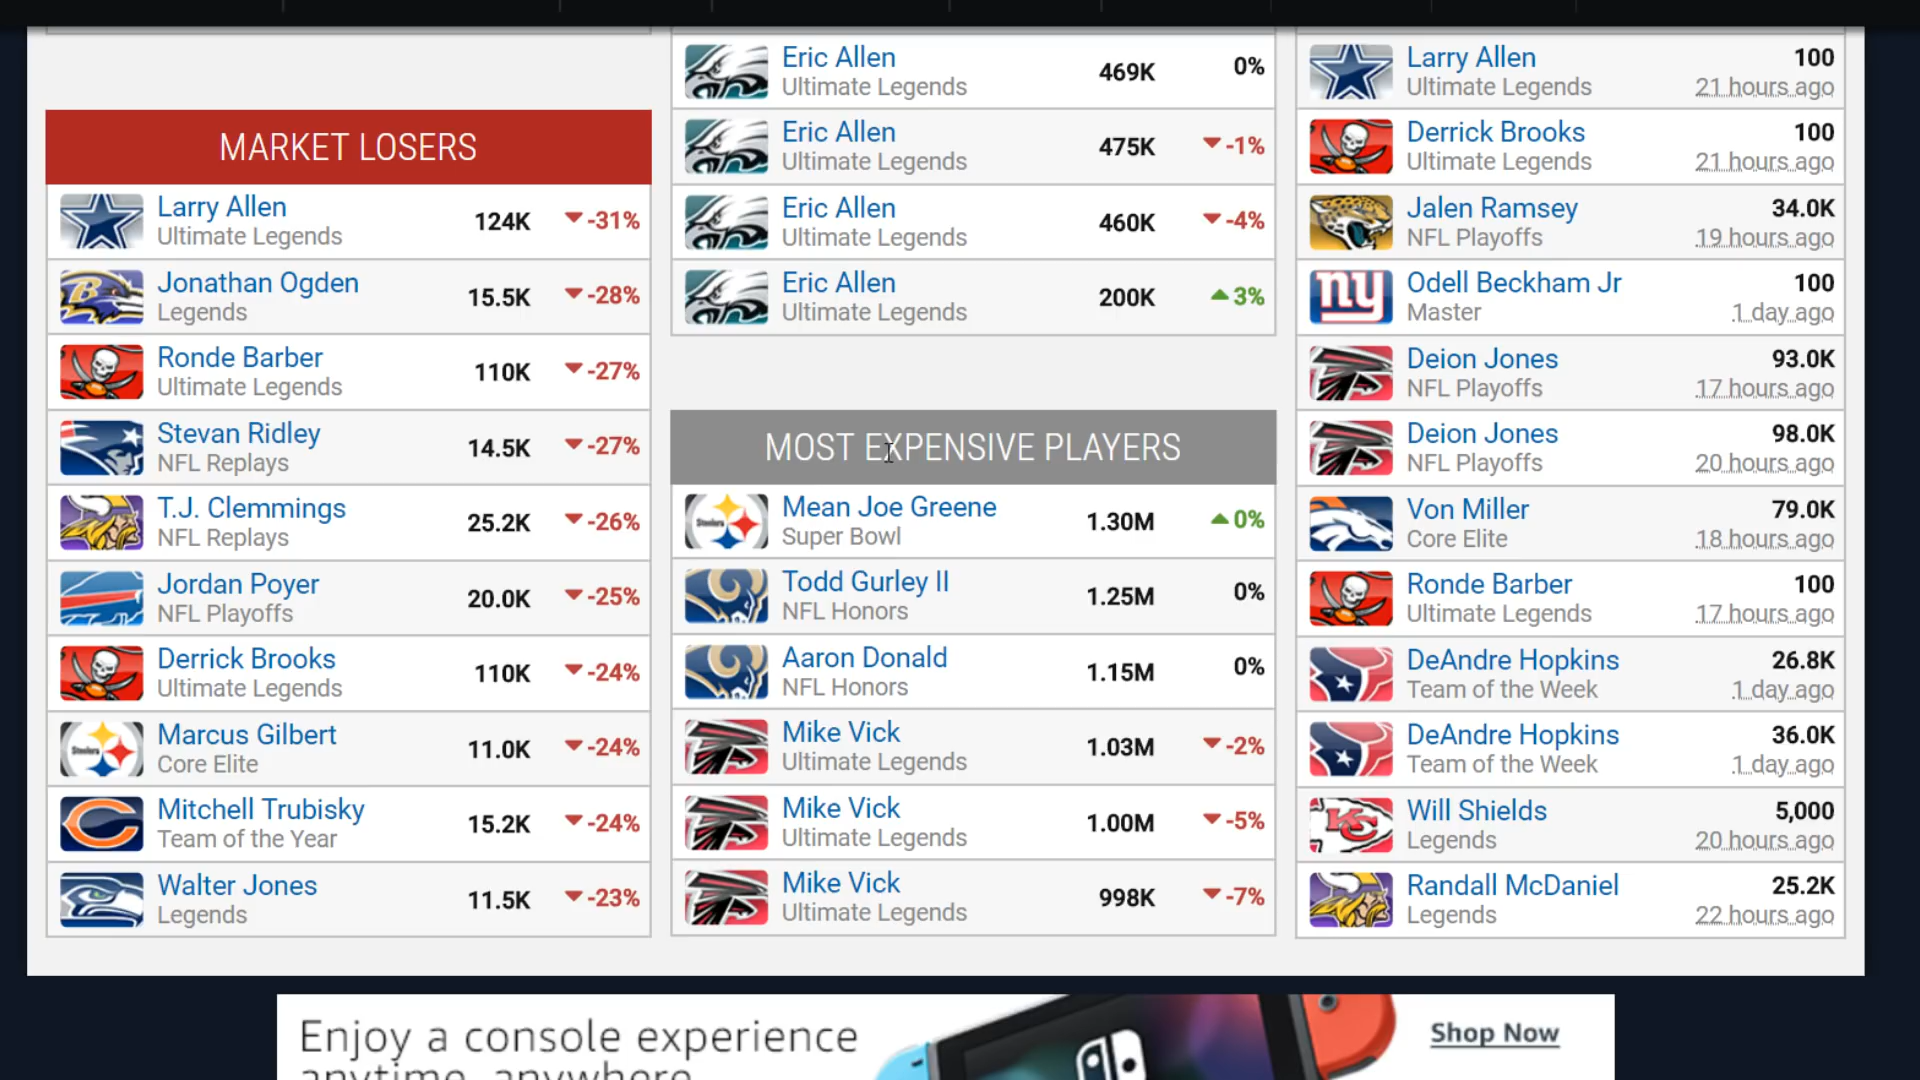 MARKET LOSERS
Larry Allen 124K -31%
Ultimate Legends
Jonathan Ogden 15.5K -28%
Legends
Ronde Barber 110K -27%
Ultimate Legends
Stevan Ridley 14.5K -27%
NFL Replays
T.J. Clemmings 25.2K -26%
NFL Replays
Jordan Poyer 20.0K -25%
NFL Playoffs
Derrick Brooks 110K -24%
Ultimate Legends
Steelers
Marcus Gilbert 11.0K -24%
Core Elite
Mitchell Trubisky 15.2K -24%
Team of the Year
Walter Jones 11.5K -23%
Legends
Eric Allen 469K 0%
Ultimate Legends
Eric Allen 475K -1%
Ultimate Legends
Eric Allen 460K -4%
Ultimate Legends
Eric Allen 200K 3%
Ultimate Legends
MOST EXPENSIVE PLAYERS
Steelers
Mean Joe Greene 1.30M 0%
Super Bowl
Todd Gurley II 1.25M 0%
NFL Honors
Aaron Donald 1.15M 0%
NFL Honors
Mike Vick 1.03M -2%
Ultimate Legends
Mike Vick 1.00M -5%
Ultimate Legends
Mike Vick 998K -7%
Ultimate Legends
Larry Allen 100
Ultimate Legends 21 hours ago
Derrick Brooks 100
Ultimate Legends 21 hours ago
Jalen Ramsey 34.0K
NFL Playoffs 19 hours ago
ny
Odell Beckham Jr 100
Master 1 day ago
Deion Jones 93.0K
NFL Playoffs 17 hours ago
Deion Jones 98.0K
NFL Playoffs 20 hours ago
Von Miller 79.0K
Core Elite 18 hours ago
Ronde Barber 100
Ultimate Legends 17 hours ago
DeAndre Hopkins 26.8K
Team of the Week 1 day ago
DeAndre Hopkins 36.0K
Team of the Week 1 day ago
KC
Will Shields 5,000
Legends 20 hours ago
Randall McDaniel 25.2K
Legends 22 hours ago
Enjoy a console experience
anytime, anywhere
Shop Now